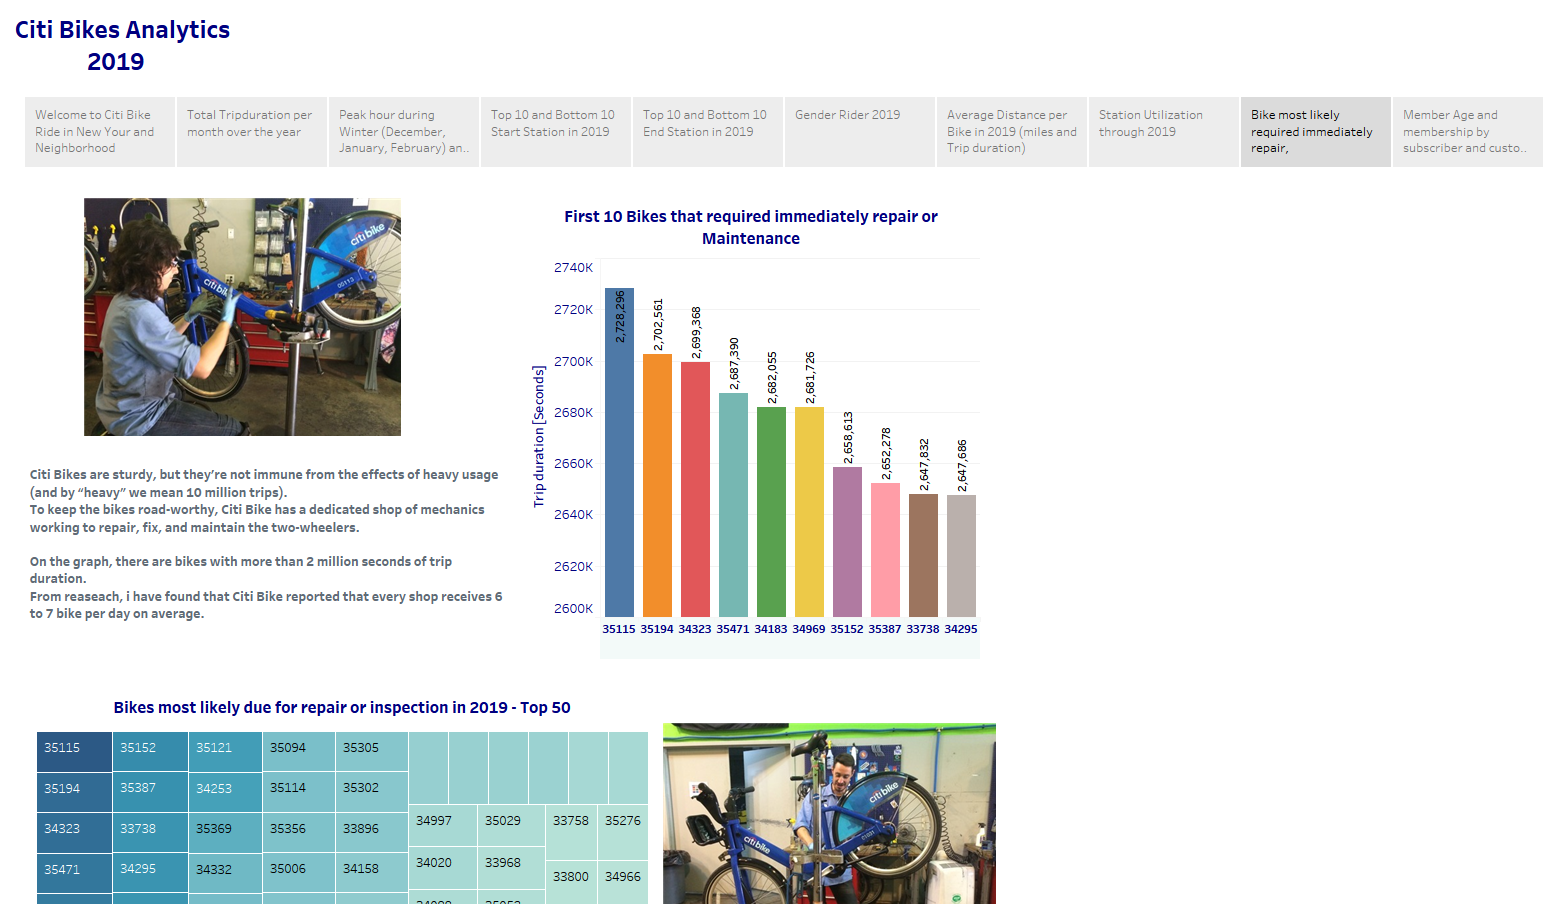 Citi Bikes Analytics
2019
Welcome to Citi Bike
Ride in New Your and
Neighborhood
Total Tripduration per
month over the year
Peak hour during
Winter (December,
January, February) an..
Top 10 and Bottom 10
Start Station in 2019
Top 10 and Bottom 10
End Station in 2019
Gender Rider 2019
Average Distance per
Bike in 2019 (miles and
Trip duration)
Station Utilization
through 2019
Bike most likely
required immediately
repair,
Member Age and
membership by
subscriber and custo..
citi bike
citi bike
Citi Bikes are sturdy, but they’re not immune from the effects of heavy usage
(and by “heavy” we mean 10 million trips).
To keep the bikes road-worthy, Citi Bike has a dedicated shop of mechanics
working to repair, fix, and maintain the two-wheelers.
On the graph, there are bikes with more than 2 million seconds of trip
duration.
From reaseach, i have found that Citi Bike reported that every shop receives 6
to 7 bike per day on average.
First 10 Bikes that required immediately repair or
Maintenance
Trip duration [Seconds]
2740K
2720K
2700K
2680K
2660K
2640K
2620K
2600K
2,728,296
2,702,561
2,699,368
2,687,390
2,682,055
2,681,726
2,658,613
2,652,278
2,647,832
2,647,686
35115 35194 34323 35471 34183 34969 35152 35387 33738 34295
Bikes most likely due for repair or inspection in 2019 - Top 50
35115 35152 35121 35094 35305
35194 35387 34253 35114 35302
34323 33738 35369 35356 33896
34997 35029 33758 35276
35471 34295 34332 35006 34158
34020 33968
33800 34966
citi bike
citi bike